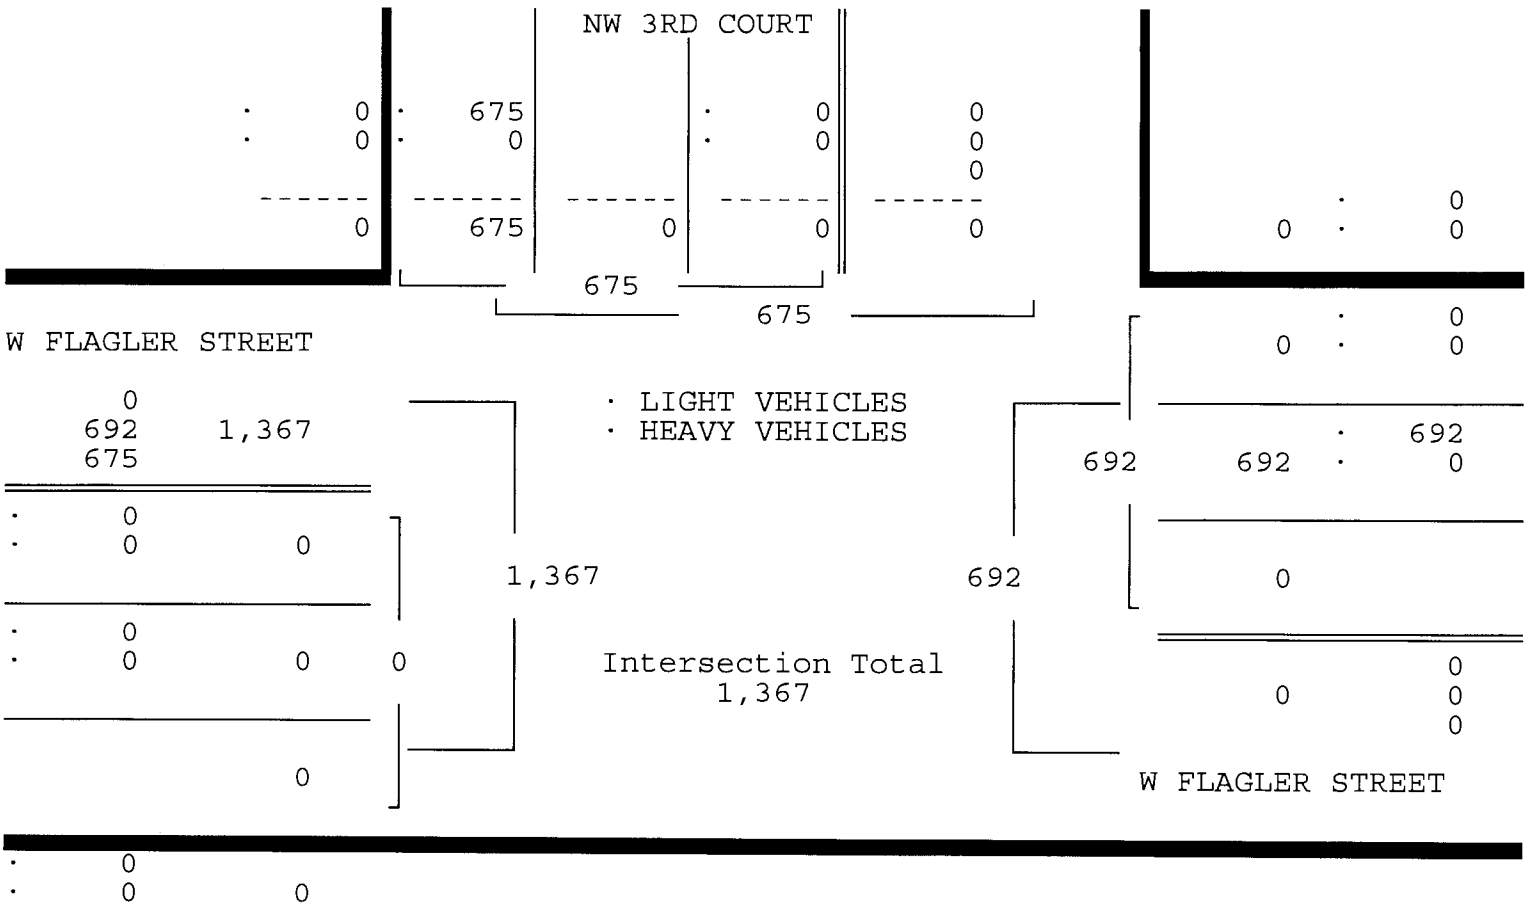 NW 3RD COURT
· 0 · 675 · 0 0
· 0 · 0 · 0 0
0
------ ------ ------ ------ ------
· 0
0 675 0 0 0 0 · 0
675
675 · 0
W FLAGLER STREET 0 · 0
0 · LIGHT VEHICLES
692 1,367 · HEAVY VEHICLES · 692
675 692 692 · 0
· 0
· 0 0
1,367 692 0
· 0
· 0 0 0 Intersection Total 0
1,367 0 0
0
0 W FLAGLER STREET
· 0
· 0 0